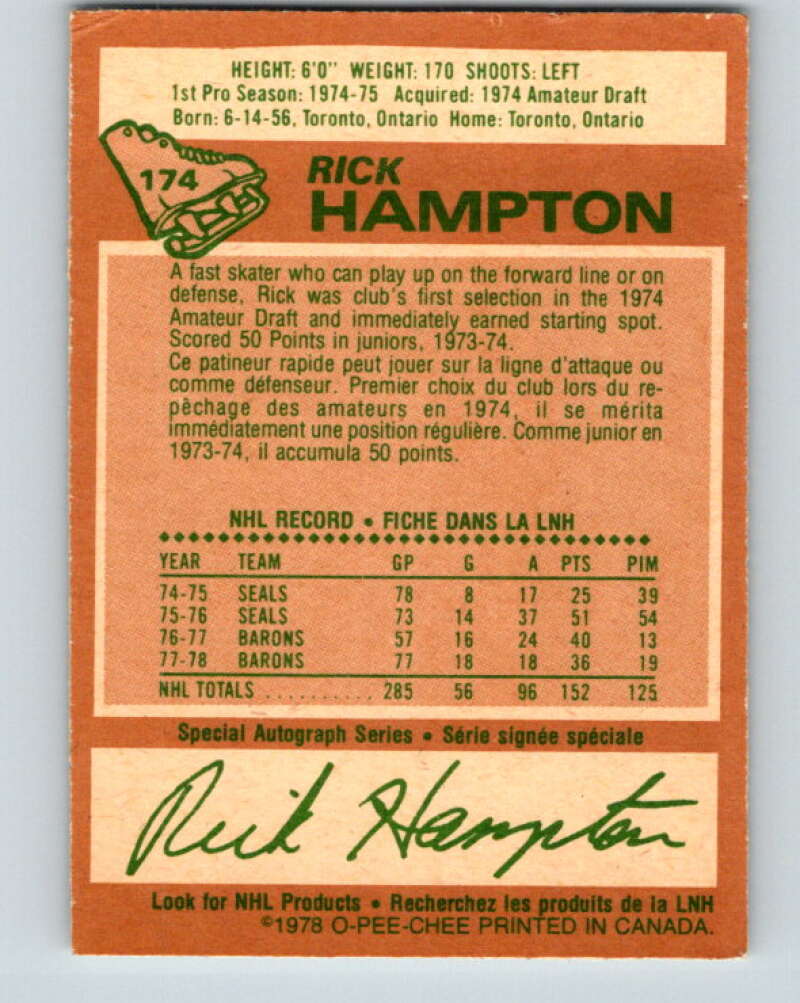 HEIGHT: 6'0" WEIGHT: 170 SHOOTS: LEFT
1st Pro Season: 1974-75 Acquired: 1974 Amateur Draft
Born: 6-14-56, Toronto, Ontario Home: Toronto, Ontario
174
RICK
HAMPTON
A fast skater who can play up on the forward line or on
defense, Rick was club's first selection in the 1974
Amateur Draft and immediately earned starting spot.
Scored 50 Points in juniors, 1973-74.
Ce patineur rapide peut jouer sur la ligne d'attaque ou
comme défenseur. Premier choix du club lors du re-
pêchage des amateurs en 1974, il se mérita
immédiatement une position régulière. Comme junior en
1973-74, il accumula 50 points.
NHL RECORD • FICHE DANS LA LNH
YEAR TEAM GP G A PTS PIM
74-75 SEALS 78 8 17 25 39
75-76 SEALS 73 14 37 51 54
76-77 BARONS 57 16 24 40 13
77-78 BARONS 77 18 18 36 19
NHL TOTALS .......... 285 56 96 152 125
Special Autograph Series • Série signée spéciale
Rick Hampton
Look for NHL Products • Recherchez les produits de la LNH
©1978 O-PEE-CHEE PRINTED IN CANADA.